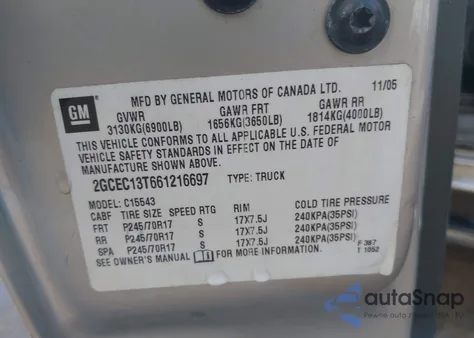 GM
MFD BY GENERAL MOTORS OF CANADA LTD. 11/05
GVWR GAWR FRT GAWR RR
3130KG(6900LB) 1656KG(3650LB) 1814KG(4000LB)
THIS VEHICLE CONFORMS TO ALL APPLICABLE U.S. FEDERAL MOTOR
VEHICLE SAFETY STANDARDS IN EFFECT ON THE DATE OF
MANUFACTURE SHOWN ABOVE.
2GCEC13T661216697 TYPE: TRUCK
MODEL: C15543
CABF TIRE SIZE SPEED RTG RIM COLD TIRE PRESSURE
FRT P245/70R17 S 17X7.5J 240KPA(35PSI)
RR P245/70R17 S 17X7.5J 240KPA(35PSI)
SPA P245/70R17 S 17X7.5J 240KPA(35PSI)
SEE OWNER'S MANUAL FOR MORE INFORMATION. F 367
T 1052
autoSnap
Pewne auto z